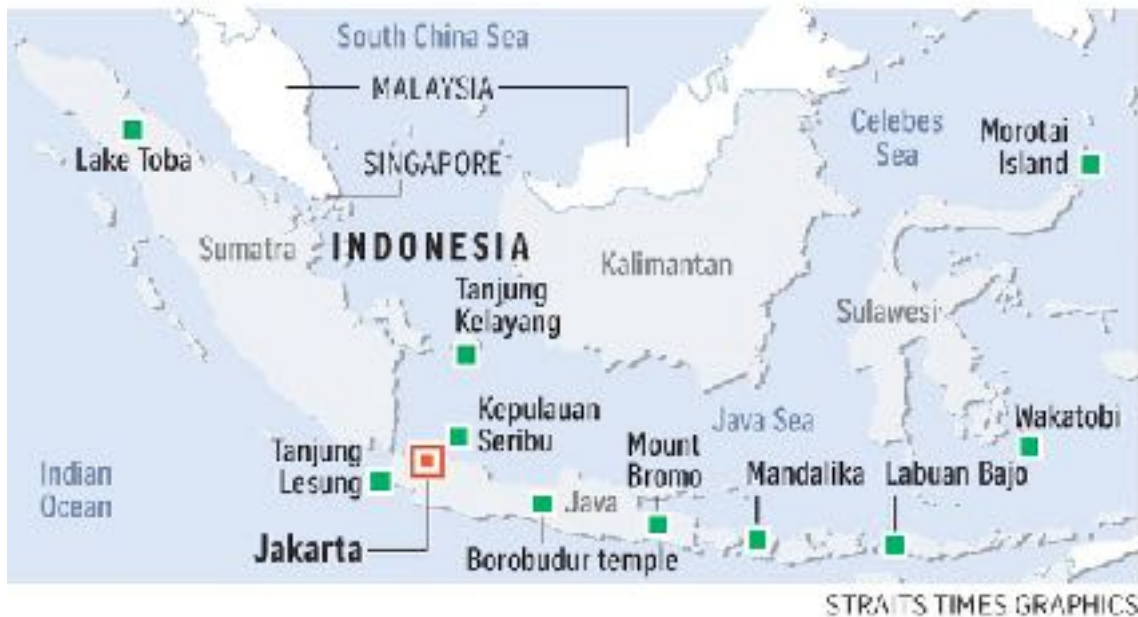 South China Sea
MALAYSIA
Celebes
Sea
Morotai
Island
Lake Toba
SINGAPORE
Sumatra
INDONESIA
Kalimantan
Tanjung
Kelayang
Sulawesi
Kepulauan
Seribu
Java Sea
Wakatobi
Tanjung
Lesung
Mount
Bromo
Mandalika
Labuan Bajo
Indian
Ocean
Java
Jakarta
Borobudur temple
STRAITS TIMES GRAPHICS